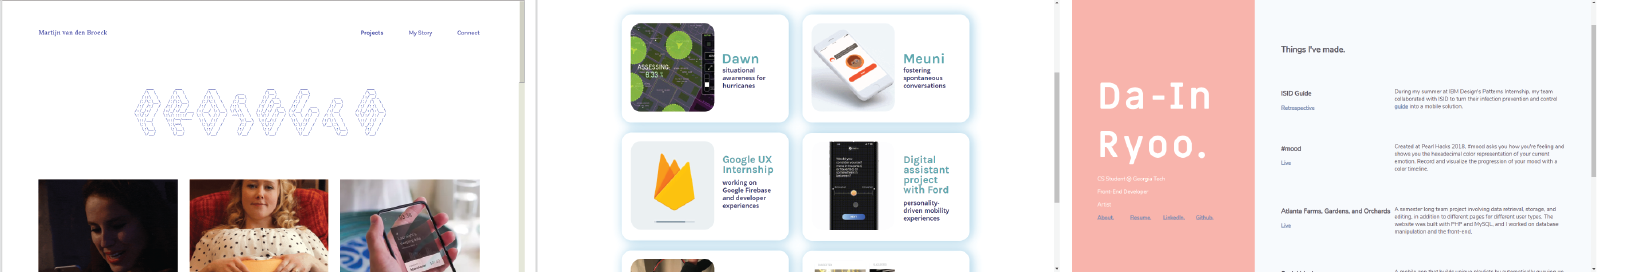 Martijn van den Broeck
Projects
My Story
Connect
ASSESSING.
Dawn
situational
awareness for
hurricanes
Meuni
fostering
spontaneous
conversations
Google UX
Internship
working on
Google Firebase
and developer
experiences
Digital
assistant
project
with Ford
personality-
driven mobility
experiences
Da-In
Ryoo.
CS Student @ Georgia Tech
Front-End Developer
Artist
About
Resume
LinkedIn
Github
Things I've made.
ISID Guide
Retrospective
During my summer at IBM Design's Patterns Internship, my team
collaborated with ISID to turn their infection prevention and control
guide into a mobile solution.
#mood
Live
Created at Pearl Hacks 2018. #mood asks you how you're feeling and
shows you the hexadecimal color representation of your current
emotion. Record and visualize the progression of your mood with a
color timeline.
Atlanta Farms, Gardens, and Orchards
Live
A semester long team project involving data retrieval, storage, and
editing, in addition to different pages for different user types. The
website was built with PHP and MySQL, and I worked on database
manipulation and the front-end.